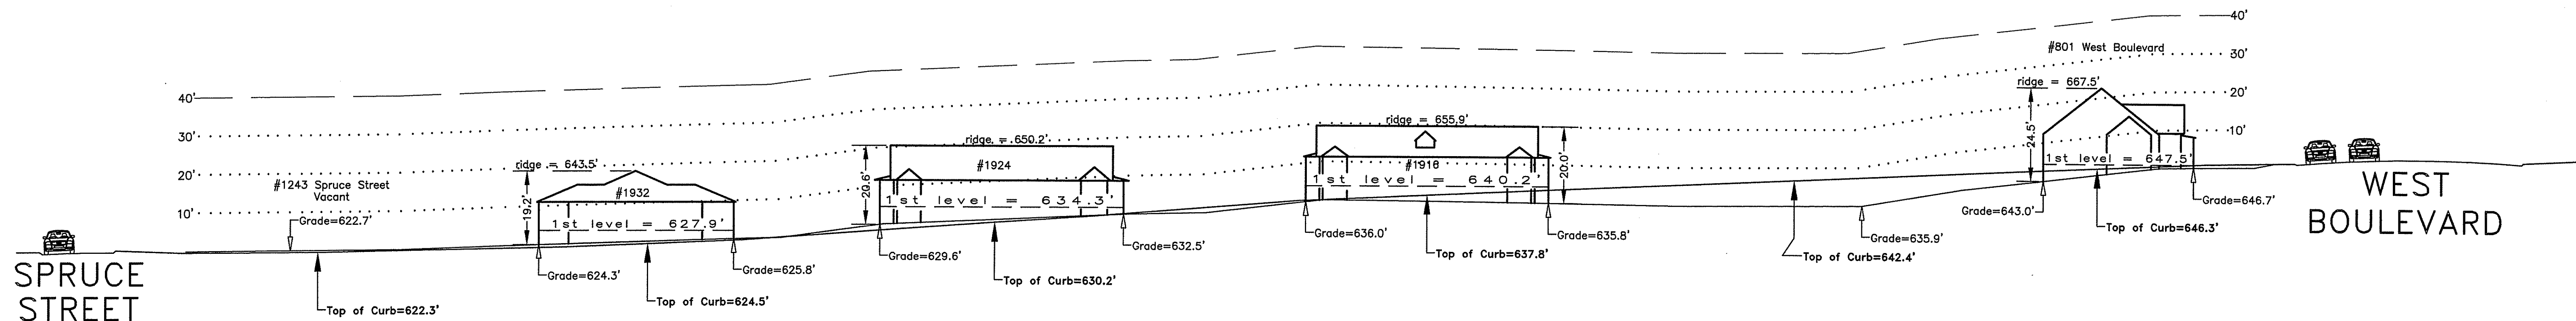 40'
30'
20'
10'
#1243 Spruce Street
Vacant
Grade=622.7'
SPRUCE
STREET
Top of Curb=622.3'
ridge = 643.5'
19.2'
#1932
1st level = 627.9'
Grade=624.3'
Top of Curb=624.5'
Grade=625.8'
ridge = 650.2'
20.6'
#1924
1st level = 634.3'
Grade=629.6'
Top of Curb=630.2'
Grade=632.5'
ridge = 655.9'
20.0'
1st level = 640.2'
Grade=636.0'
Top of Curb=637.8'
Grade=635.8'
Top of Curb=642.4'
Grade=635.9'
#801 West Boulevard
ridge = 667.5'
24.5'
1st level = 647.5'
Grade=643.0'
Top of Curb=646.3'
Grade=646.7'
40'
30'
20'
10'
WEST
BOULEVARD